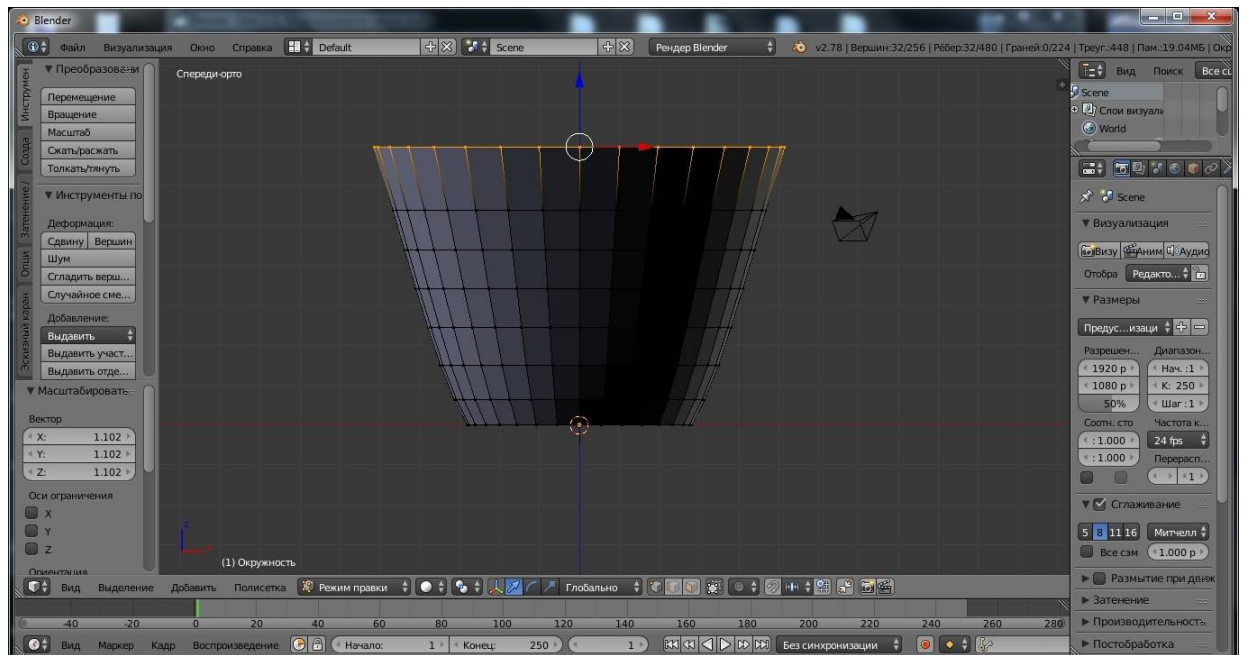 Blender
Файл Визуализация Окно Справка Default Scene Рендер Blender v2.78 | Вершин:32/256 | Рёбер:32/480 | Граней:0/224 | Треуг.:448 | Пам.:19.04МБ | Окр
Инструмен
Созда
Затенение /
Опци
Эскизный каран
▼ Преобразовани
Перемещение
Вращение
Масштаб
Сжать/расжать
Толкать/тянуть
▼ Инструменты по
Деформация:
Сдвину Вершин
Шум
Сгладить верш...
Случайное сме...
Добавление:
Выдавить
Выдавить участ...
Выдавить отде...
▼ Масштабировать
Вектор
X: 1.102
Y: 1.102
Z: 1.102
Оси ограничения
X
Y
Z
Ориентация
Спереди-орто
z
(1) Окружность
Вид Поиск Все сц
Scene
Слои визуали
World
Scene
▼ Визуализация
Визу Аним Аудио
Отобра Редакто...
▼ Размеры
Предус...изаци
Разрешен... Диапазон...
1920 p Нач. :1
1080 p К: 250
50% Шаг :1
Соотн. сто Частота к...
: 1.000 24 fps
: 1.000 Перерасп...
1
▼ Сглаживание
5 8 11 16 Митчелл
Все сэм 1.000 p
▶ Размытие при движ
▶ Затенение
▶ Производительность
▶ Постобработка
Вид Выделение Добавить Полисетка Режим правки Глобально
-40 -20 0 20 40 60 80 100 120 140 160 180 200 220 240 260 280
Вид Маркер Кадр Воспроизведение Начало: 1 Конец: 250 1 Без синхронизации